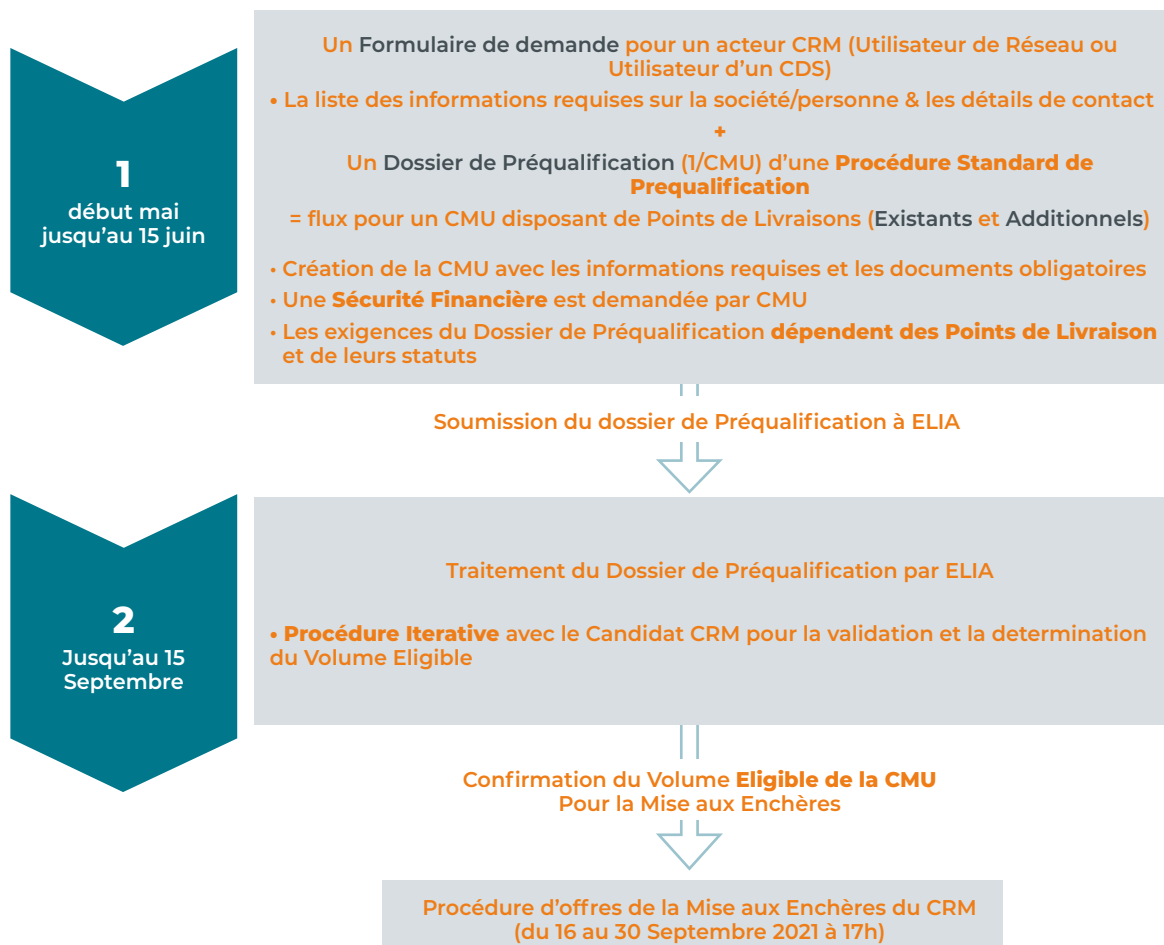 1
début mai
jusqu'au 15 juin
Un Formulaire de demande pour un acteur CRM (Utilisateur de Réseau ou
Utilisateur d'un CDS)
• La liste des informations requises sur la société/personne & les détails de contact
+
Un Dossier de Préqualification (1/CMU) d'une Procédure Standard de
Prequalification
= flux pour un CMU disposant de Points de Livraisons (Existants et Additionnels)
• Création de la CMU avec les informations requises et les documents obligatoires
• Une Sécurité Financière est demandée par CMU
• Les exigences du Dossier de Préqualification dépendent des Points de Livraison
et de leurs statuts
Soumission du dossier de Préqualification à ELIA
2
Jusqu'au 15
Septembre
Traitement du Dossier de Préqualification par ELIA
• Procédure Iterative avec le Candidat CRM pour la validation et la determination
du Volume Eligible
Confirmation du Volume Eligible de la CMU
Pour la Mise aux Enchères
Procédure d'offres de la Mise aux Enchères du CRM
(du 16 au 30 Septembre 2021 à 17h)